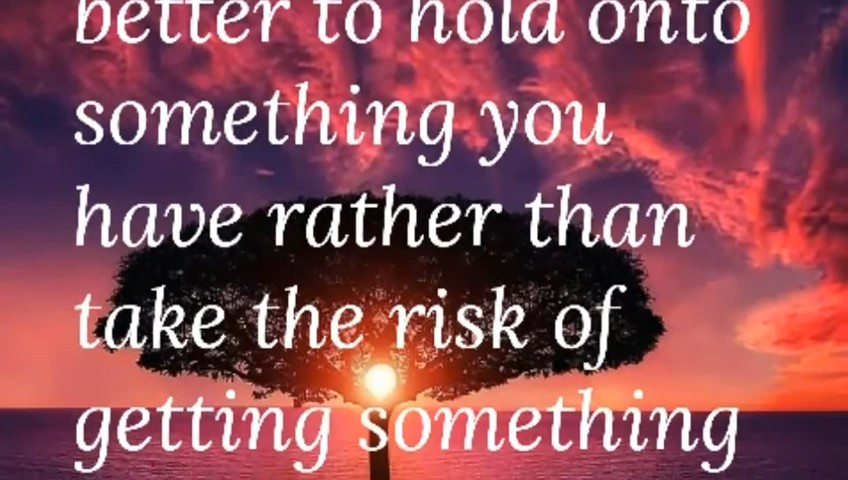 better to hold onto
something you
have rather than
take the risk of
getting something